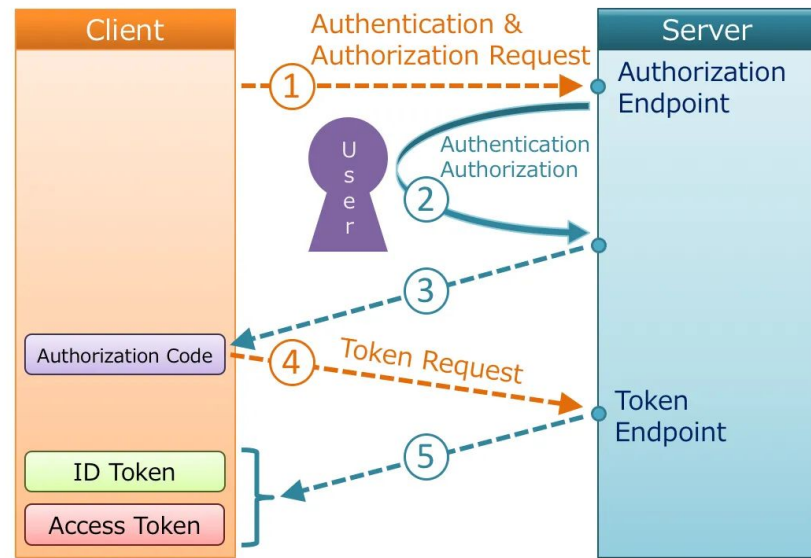 Client
Authentication &
Authorization Request
Server
1
Authorization
Endpoint
User
Authentication
Authorization
2
3
Authorization Code
4
Token Request
Token
Endpoint
5
ID Token
Access Token